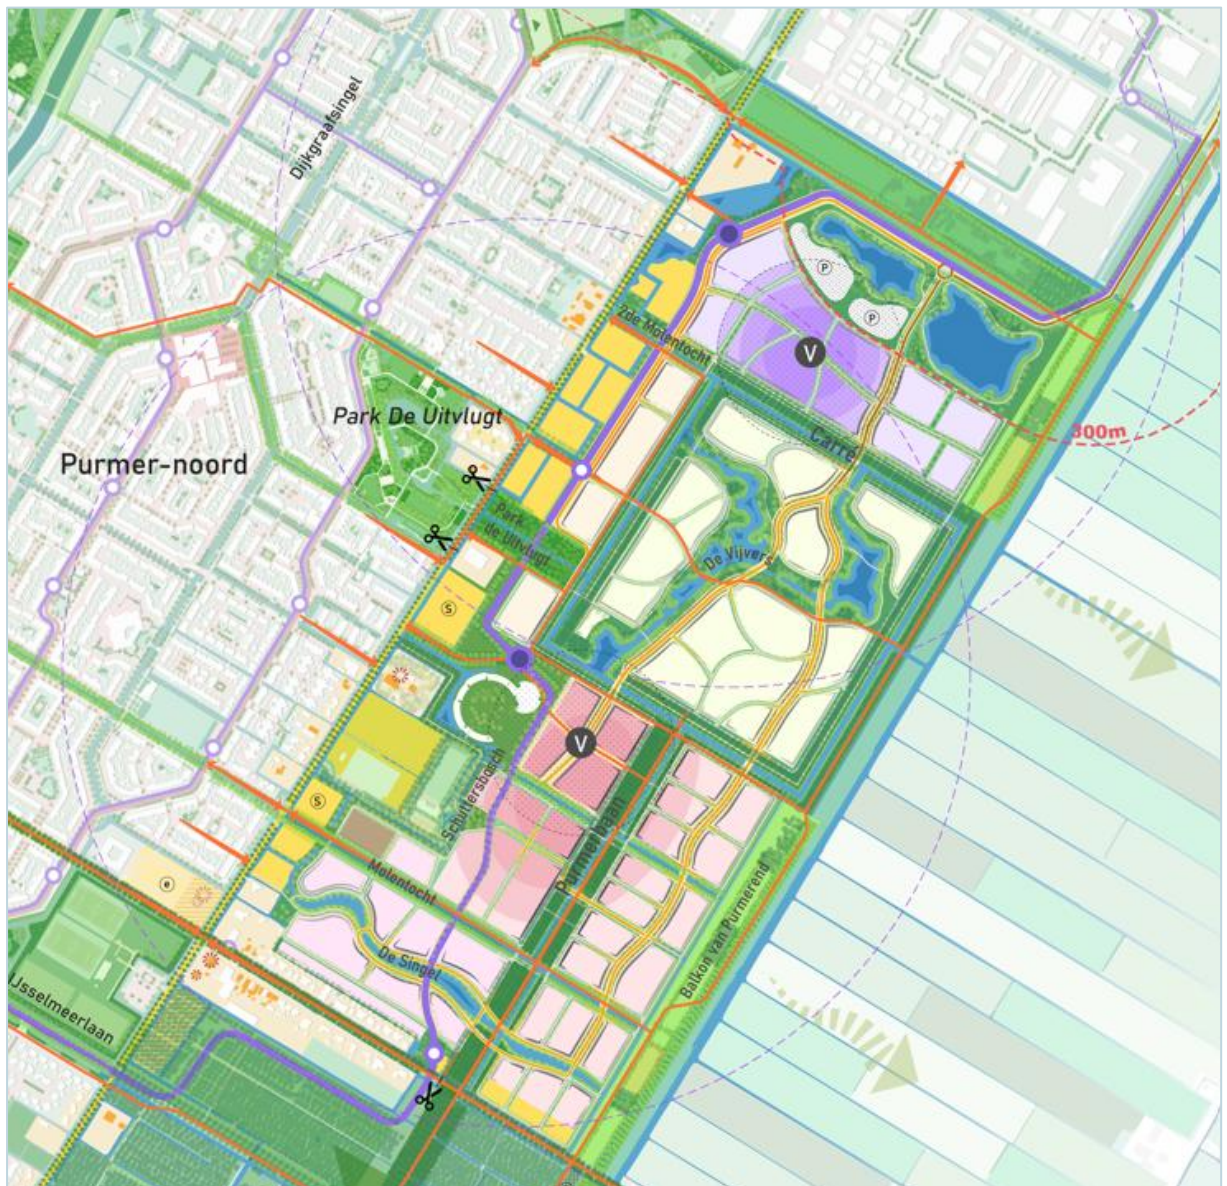 Dijkgraafsingel
P
P
2de Molentocht
V
Park De Uitvlugt
Carré
300m
Purmer-noord
Park
de Uitvlugt
De Vijvers
S
V
Schuttersbosch
S
Purmerbaan
Molentocht
e
Balkon van Purmerend
De Singel
IJsselmeerlaan